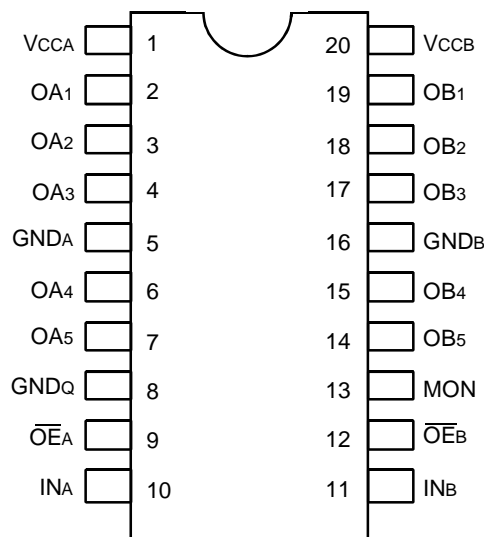 VCCA 1 20 VCCB
OA1 2 19 OB1
OA2 3 18 OB2
OA3 4 17 OB3
GNDA 5 16 GNDB
OA4 6 15 OB4
OA5 7 14 OB5
GNDQ 8 13 MON
O̅E̅A 9 12 O̅E̅B
INA 10 11 INB